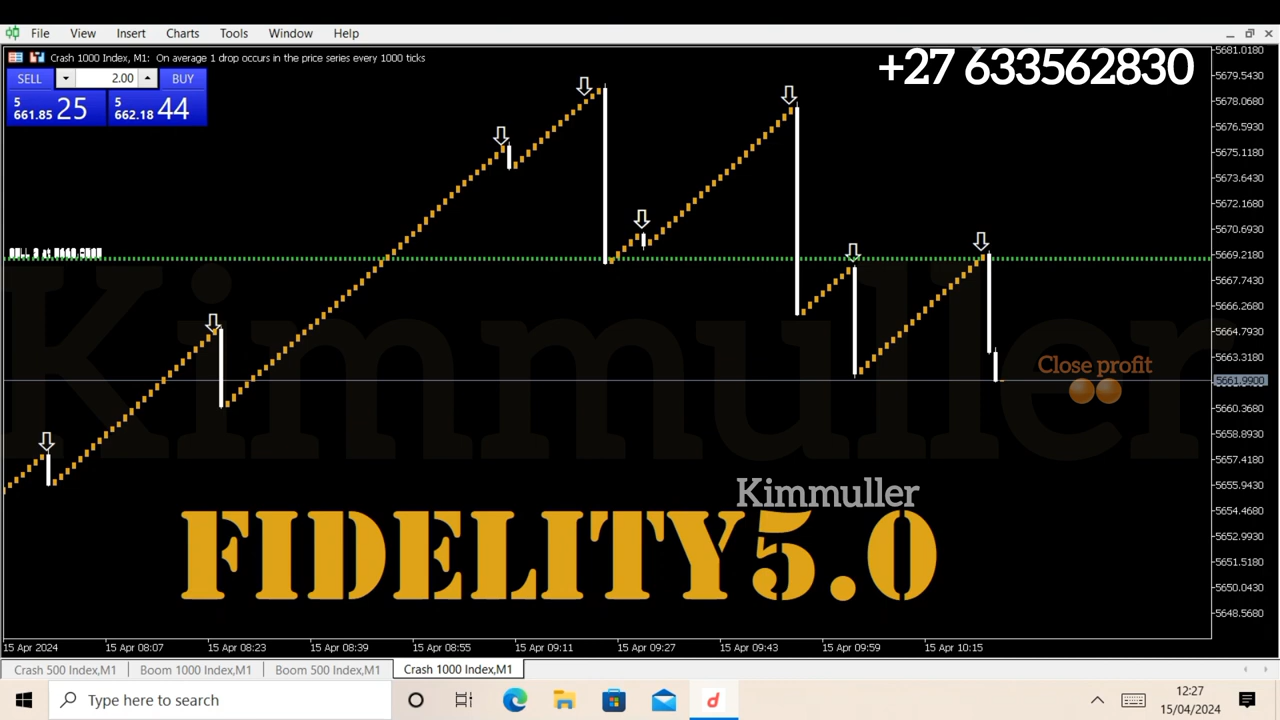 File View Insert Charts Tools Window Help
Crash 1000 Index, M1: On average 1 drop occurs in the price series every 1000 ticks
+27 633562830
SELL 2.00 BUY
5 661.85 25 5 662.18 44
5681.0180
5679.5430
5678.0680
5676.5930
5675.1180
5673.6430
5672.1680
5670.6930
5669.2180
5667.7430
5666.2680
5664.7930
5663.3180
5661.9900
5660.3680
5658.8930
5657.4180
5655.9430
5654.4680
5652.9930
5651.5180
5650.0430
5648.5680
Kimmuller
Close profit
Kimmuller
FIDELITY5.0
15 Apr 2024 15 Apr 08:07 15 Apr 08:23 15 Apr 08:39 15 Apr 08:55 15 Apr 09:11 15 Apr 09:27 15 Apr 09:43 15 Apr 09:59 15 Apr 10:15
Crash 500 Index,M1 Boom 1000 Index,M1 Boom 500 Index,M1 Crash 1000 Index,M1
Type here to search
12:27
15/04/2024